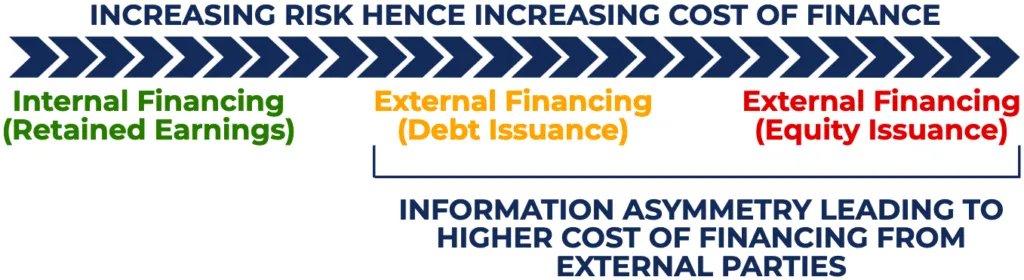 INCREASING RISK HENCE INCREASING COST OF FINANCE
Internal Financing
(Retained Earnings)
External Financing
(Debt Issuance)
External Financing
(Equity Issuance)
INFORMATION ASYMMETRY LEADING TO
HIGHER COST OF FINANCING FROM
EXTERNAL PARTIES